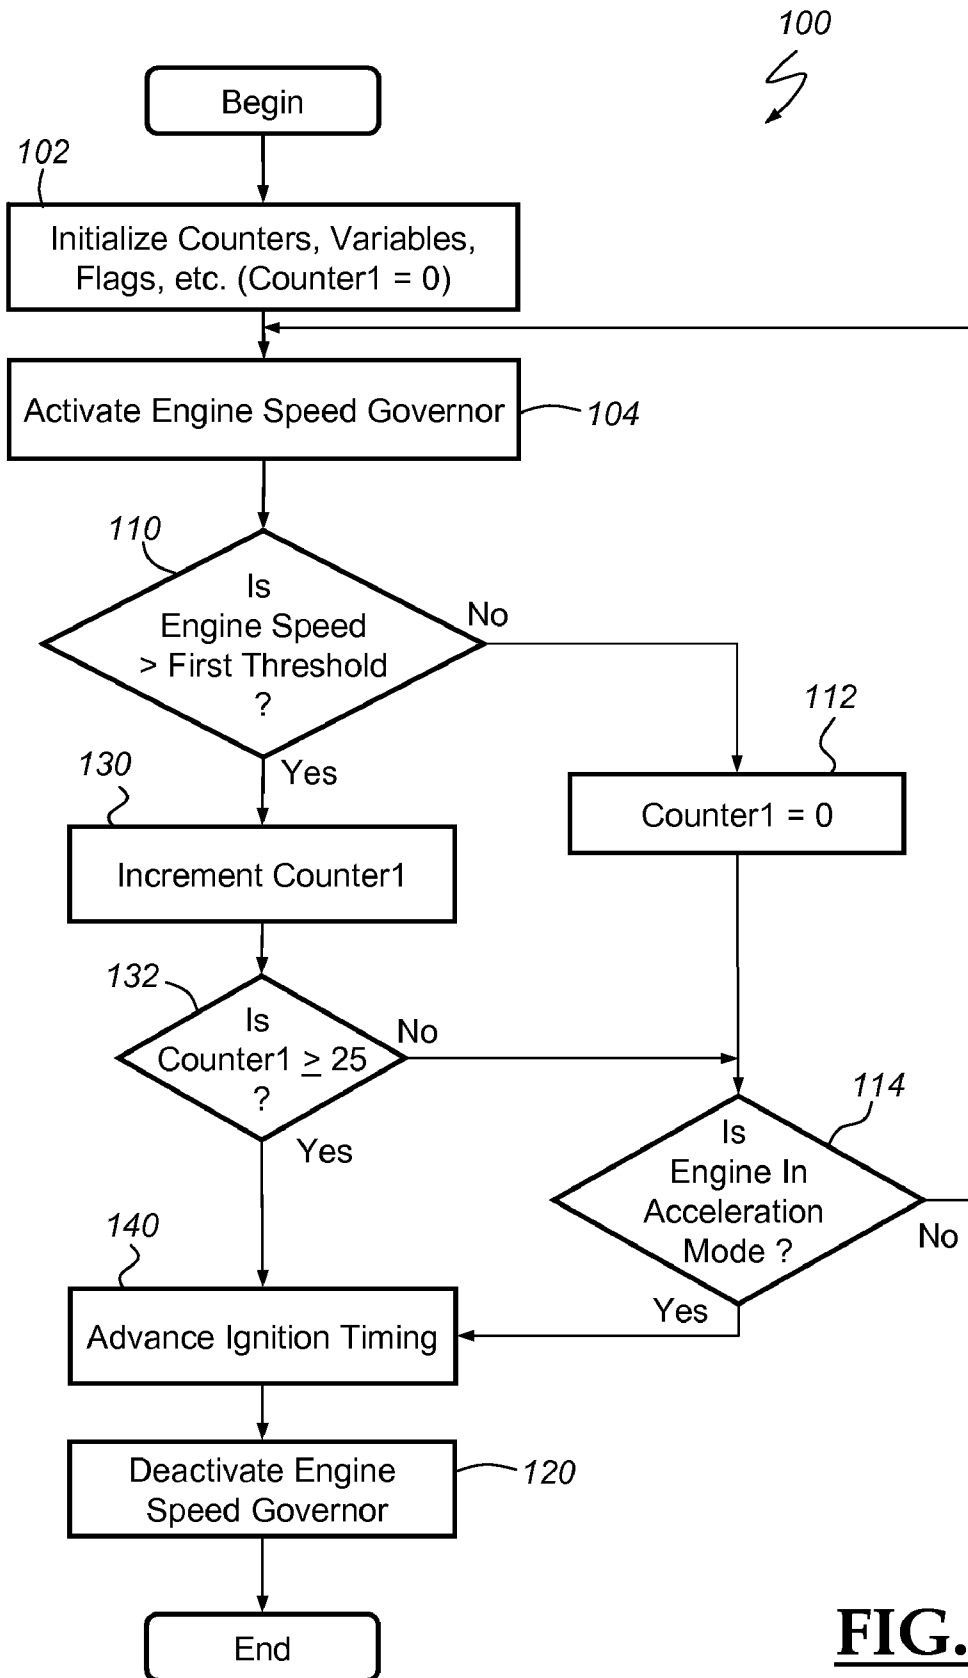 100
Begin
102
Initialize Counters, Variables,
Flags, etc. (Counter1 = 0)
Activate Engine Speed Governor
104
110
Is
Engine Speed
> First Threshold
?
No
Yes
112
Counter1 = 0
130
Increment Counter1
132
Is
Counter1 ≥ 25
?
No
Yes
114
Is
Engine In
Acceleration
Mode ?
No
Yes
140
Advance Ignition Timing
Deactivate Engine
Speed Governor
120
End
FIG.